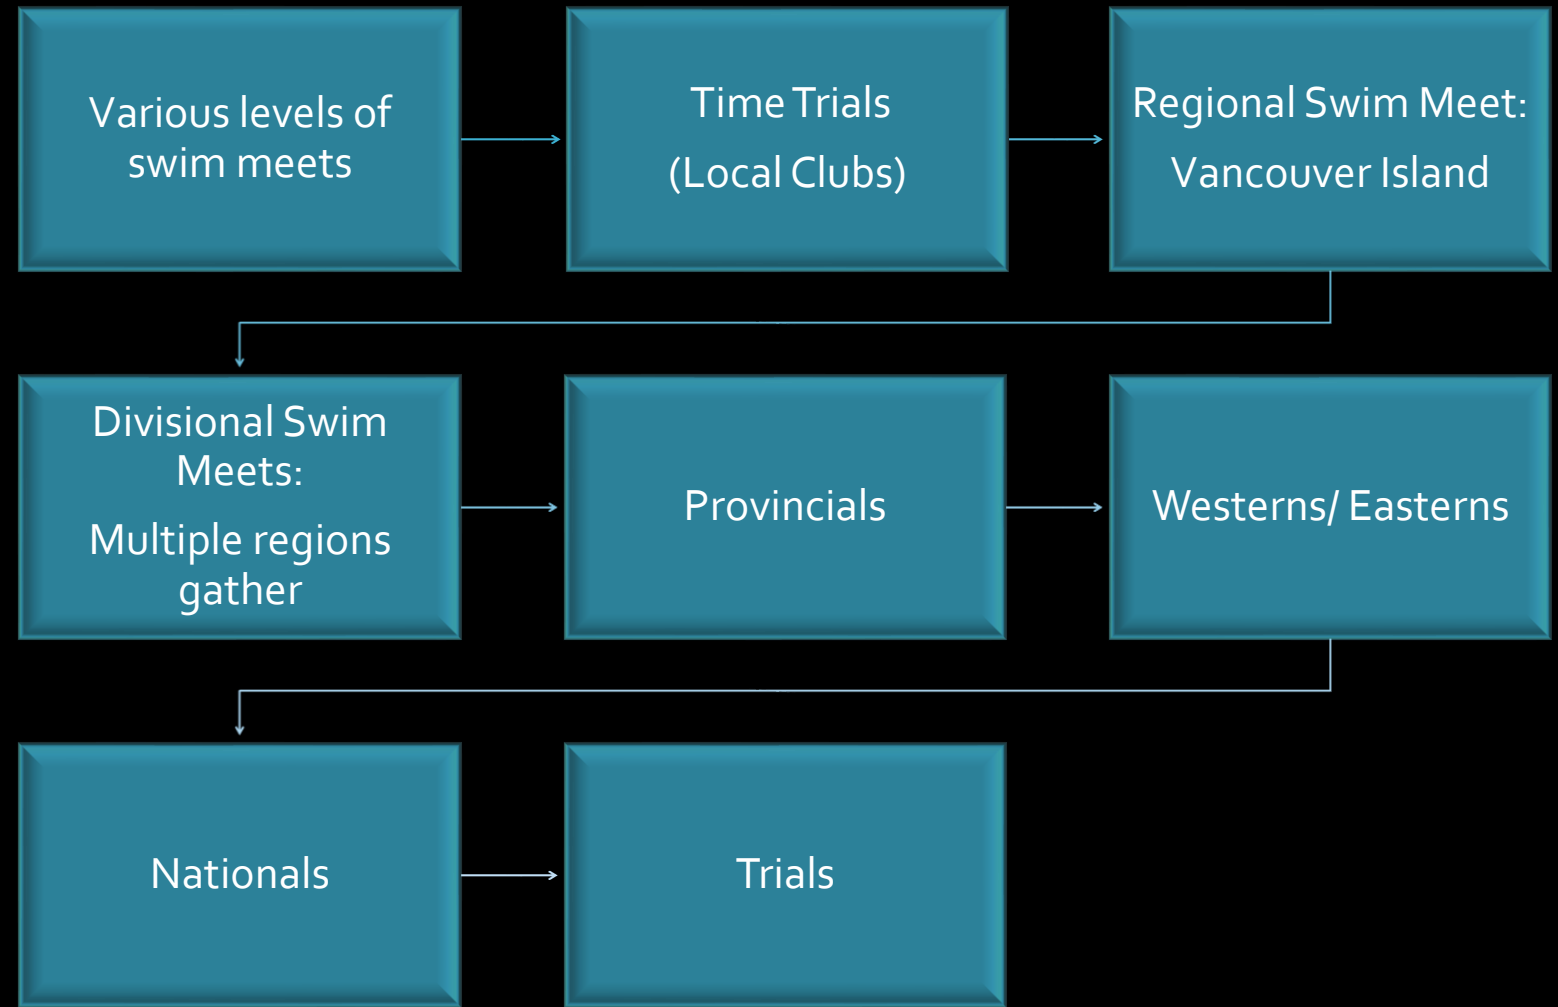 Various levels of
swim meets
Time Trials
(Local Clubs)
Regional Swim Meet:
Vancouver Island
Divisional Swim
Meets:
Multiple regions
gather
Provincials
Westerns/ Easterns
Nationals
Trials